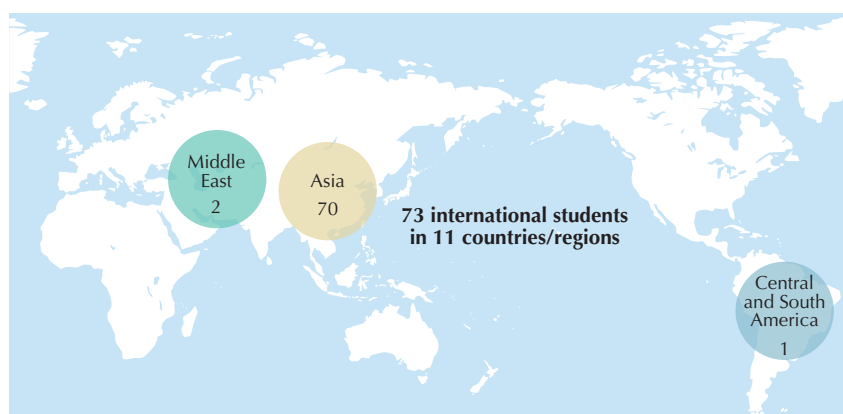 Middle
East
2
Asia
70
73 international students
in 11 countries/regions
Central
and South
America
1